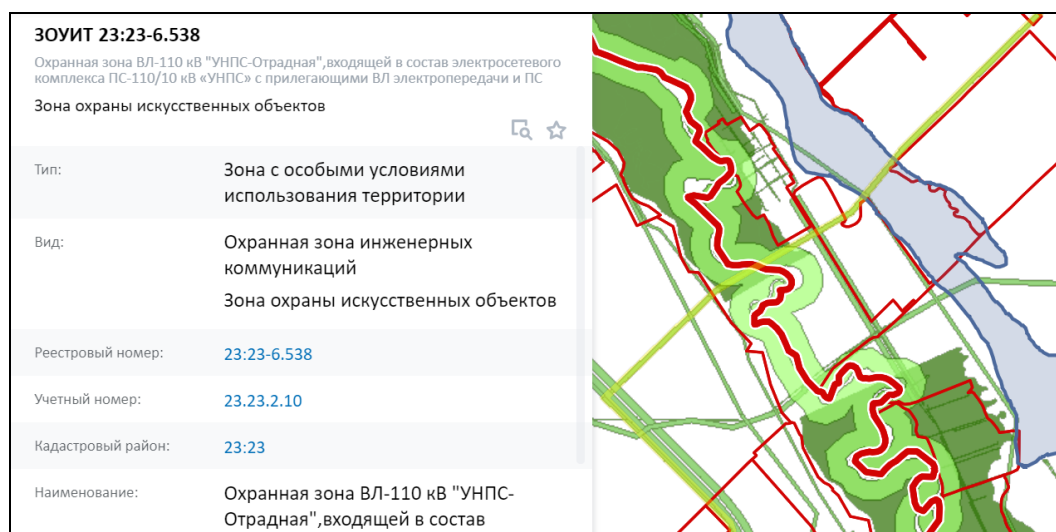 ЗОУИТ 23:23-6.538
Охранная зона ВЛ-110 кВ "УНПС-Отрадная",входящей в состав электросетевого
комплекса ПС-110/10 кВ «УНПС» с прилегающими ВЛ электропередачи и ПС
Зона охраны искусственных объектов
Тип:
Зона с особыми условиями
использования территории
Вид:
Охранная зона инженерных
коммуникаций
Зона охраны искусственных объектов
Реестровый номер:
23:23-6.538
Учетный номер:
23.23.2.10
Кадастровый район:
23:23
Наименование:
Охранная зона ВЛ-110 кВ "УНПС-
Отрадная",входящей в состав